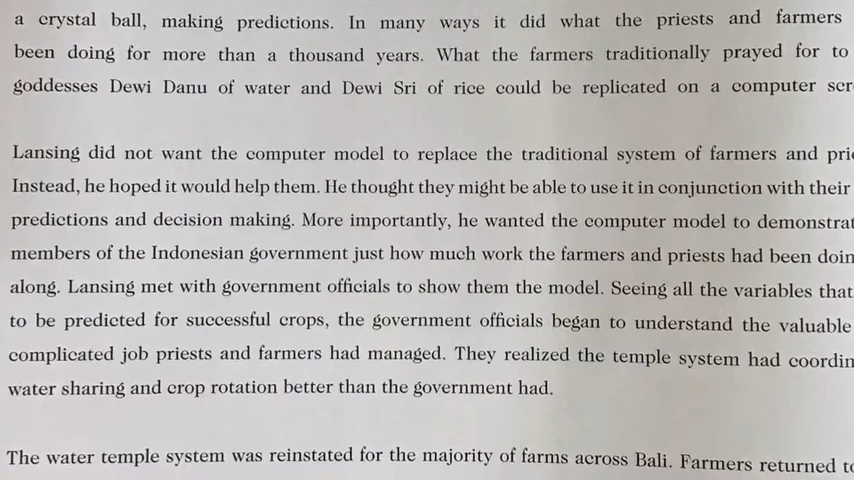 a crystal ball, making predictions. In many ways it did what the priests and farmers
been doing for more than a thousand years. What the farmers traditionally prayed for to
goddesses Dewi Danu of water and Dewi Sri of rice could be replicated on a computer
Lansing did not want the computer model to replace the traditional system of farmers and
Instead, he hoped it would help them. He thought they might be able to use it in conjunction with their
predictions and decision making. More importantly, he wanted the computer model to
members of the Indonesian government just how much work the farmers and priests had been
along. Lansing met with government officials to show them the model. Seeing all the variables that
to be predicted for successful crops, the government officials began to understand the valuable
complicated job priests and farmers had managed. They realized the temple system had
water sharing and crop rotation better than the government had.
The water temple system was reinstated for the majority of farms across Bali. Farmers returned